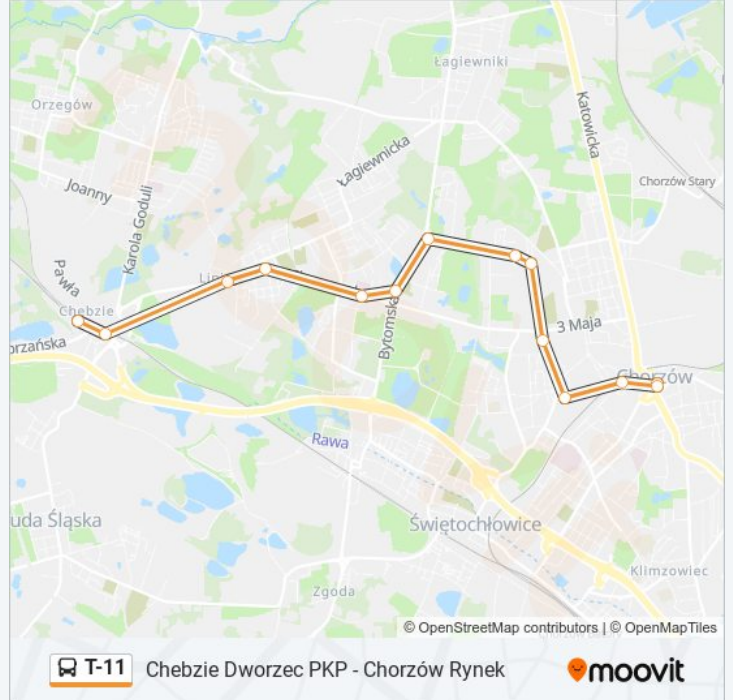 Łagiewniki
Orzegów
Katowicka
Łagiewnicka
Chorzów Stary
Joanny
Karola Goduli
Pawła
Chebzie
3 Maja
Bytomska
Chorzów
Rawa
uda Śląska
Świętochłowice
Klimzowiec
Zgoda
© OpenStreetMap contributors | © OpenMapTiles
T-11 Chebzie Dworzec PKP - Chorzów Rynek moovit